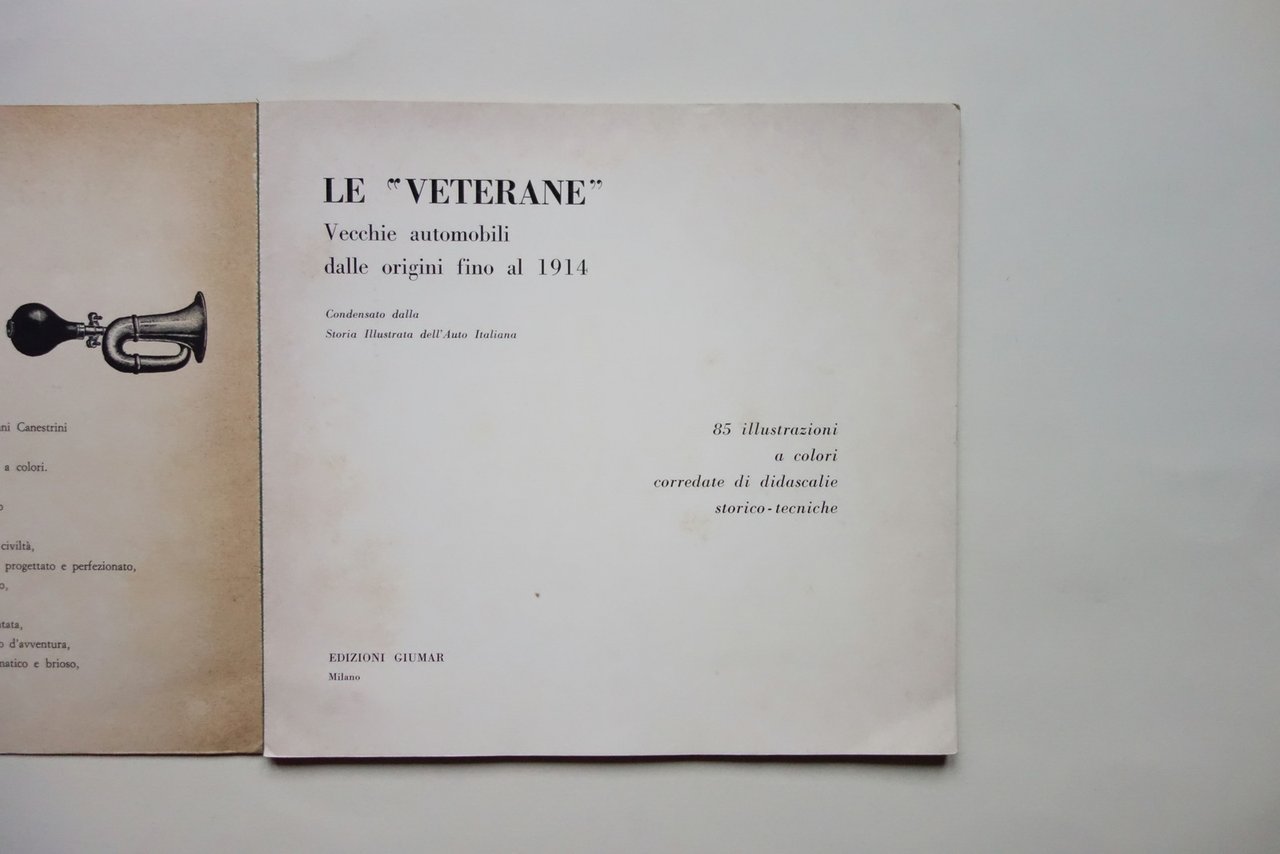 ni Canestrini
a colori.
civiltà,
progettato e perfezionato,
d'avventura,
e brioso,
LE “VETERANE”
Vecchie automobili
dalle origini fino al 1914
Condensato dalla
Storia Illustrata dell'Auto Italiana
85 illustrazioni
a colori
corredate di didascalie
storico-tecniche
EDIZIONI GIUMAR
Milano